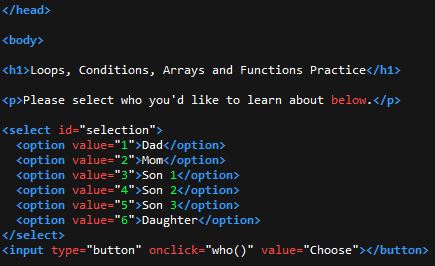 </head>
<body>
<h1>Loops, Conditions, Arrays and Functions Practice</h1>
<p>Please select who you'd like to learn about below.</p>
<select id="selection">
<option value="1">Dad</option>
<option value="2">Mom</option>
<option value="3">Son 1</option>
<option value="4">Son 2</option>
<option value="5">Son 3</option>
<option value="6">Daughter</option>
</select>
<input type="button" onclick="who()" value="Choose"></button>